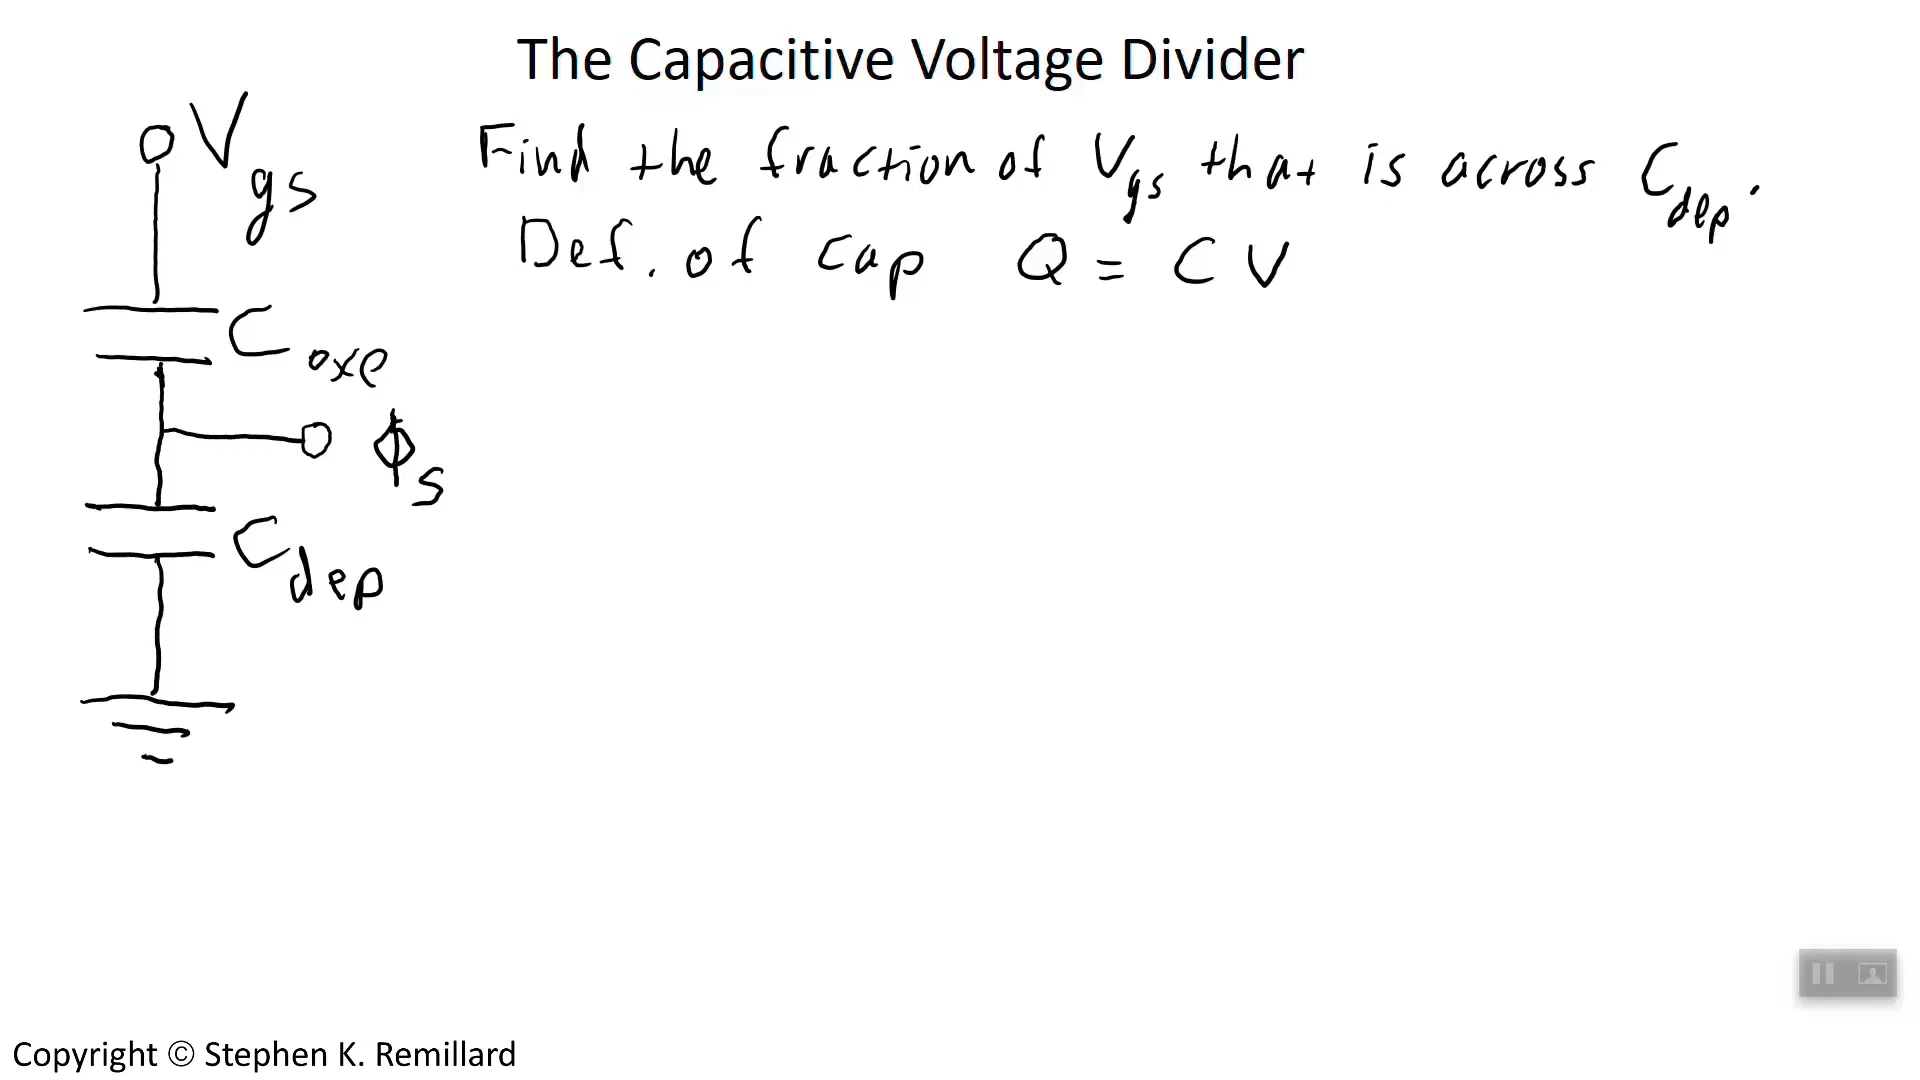 The Capacitive Voltage Divider
Vgs
Find the fraction of Vgs that is across Cdep.
Def. of cap Q = CV
Coxe
ϕs
Cdep
Copyright © Stephen K. Remillard